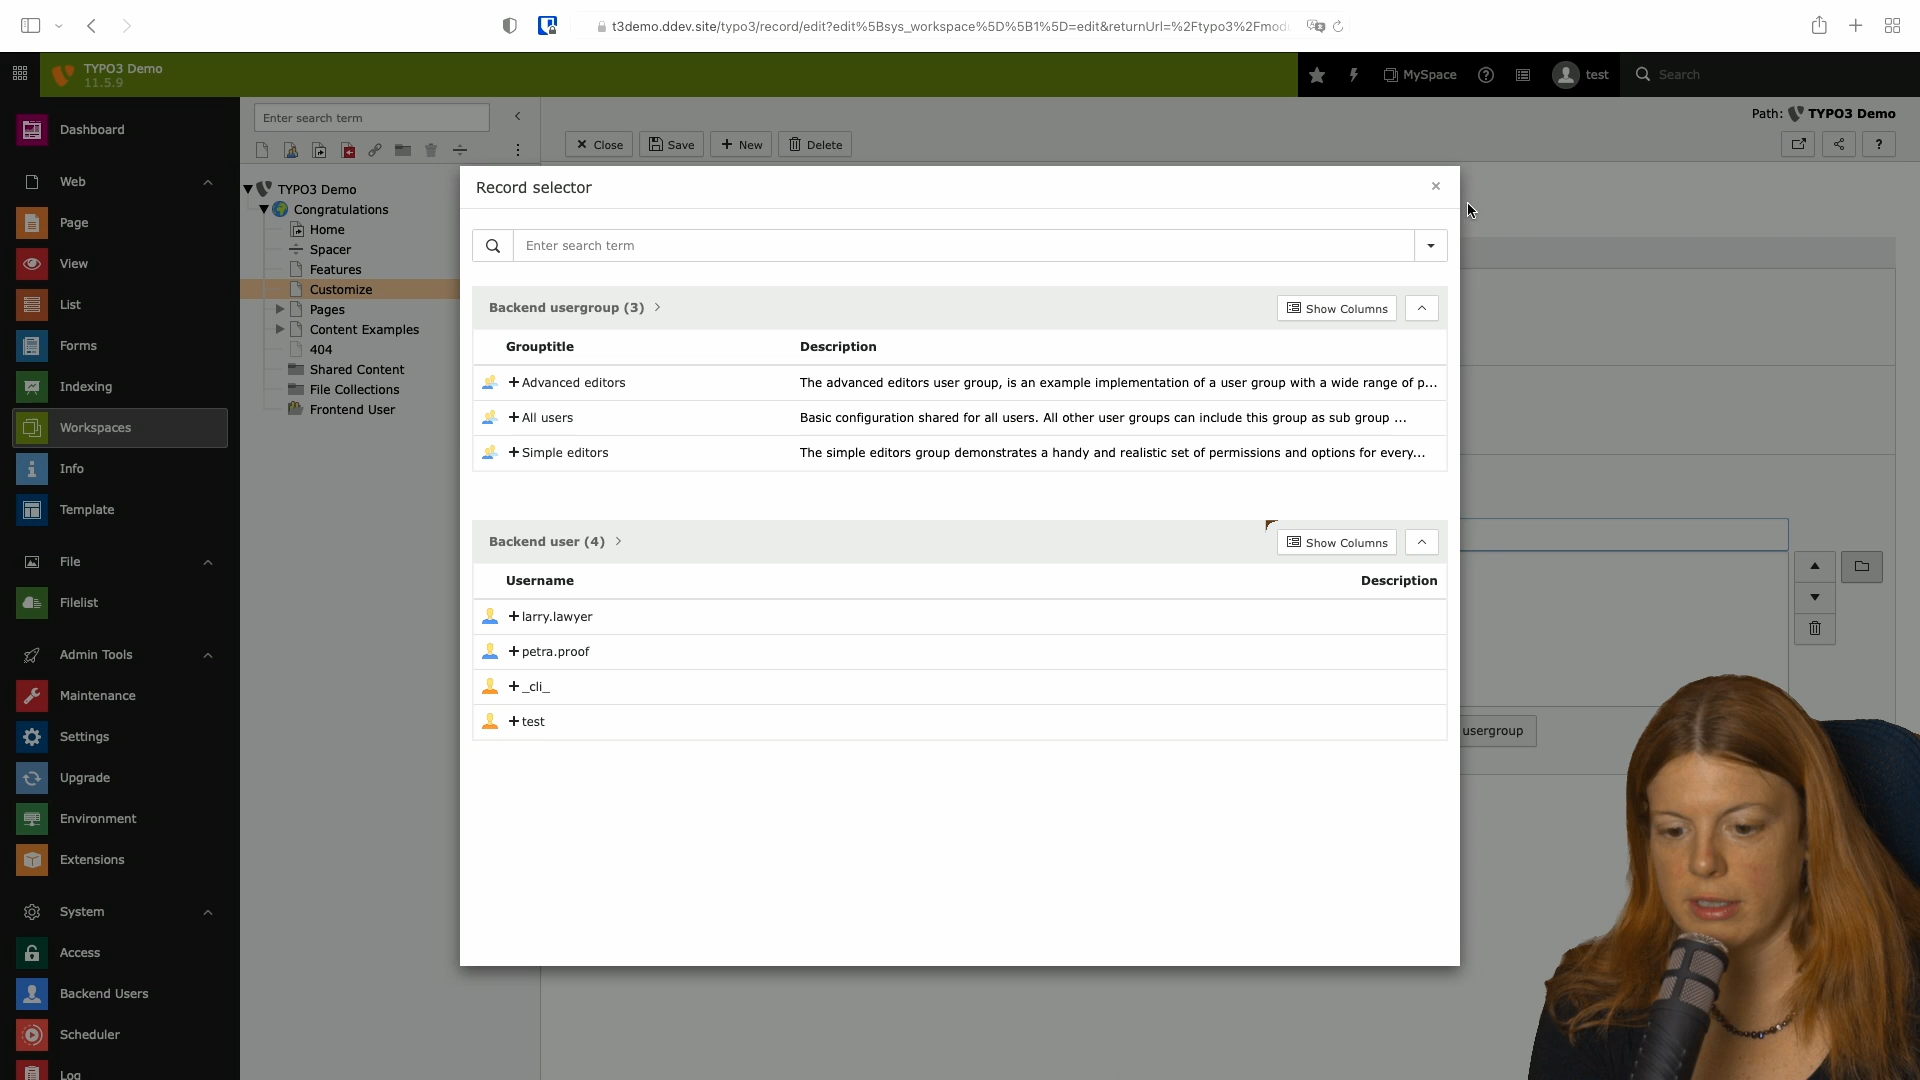 t3demo.ddev.site/typo3/record/edit?edit%5Bsys_workspace%5D%5B1%5D=edit&returnUrl=%2Ftypo3%2Fmod
TYPO3 Demo
11.5.9
MySpace
test
Search
Dashboard
Web
Page
View
List
Forms
Indexing
Workspaces
Info
Template
File
Filelist
Admin Tools
Maintenance
Settings
Upgrade
Environment
Extensions
System
Access
Backend Users
Scheduler
Log
Enter search term
TYPO3 Demo
Congratulations
Home
Spacer
Features
Customize
Pages
Content Examples
404
Shared Content
File Collections
Frontend User
Path: TYPO3 Demo
Close
Save
New
Delete
?
Record selector
Enter search term
Backend usergroup (3)
Show Columns
Grouptitle Description
Advanced editors The advanced editors user group, is an example implementation of a user group with a wide range of p...
All users Basic configuration shared for all users. All other user groups can include this group as sub group ...
Simple editors The simple editors group demonstrates a handy and realistic set of permissions and options for every...
Backend user (4)
Show Columns
Username Description
larry.lawyer
petra.proof
_cli_
test
usergroup